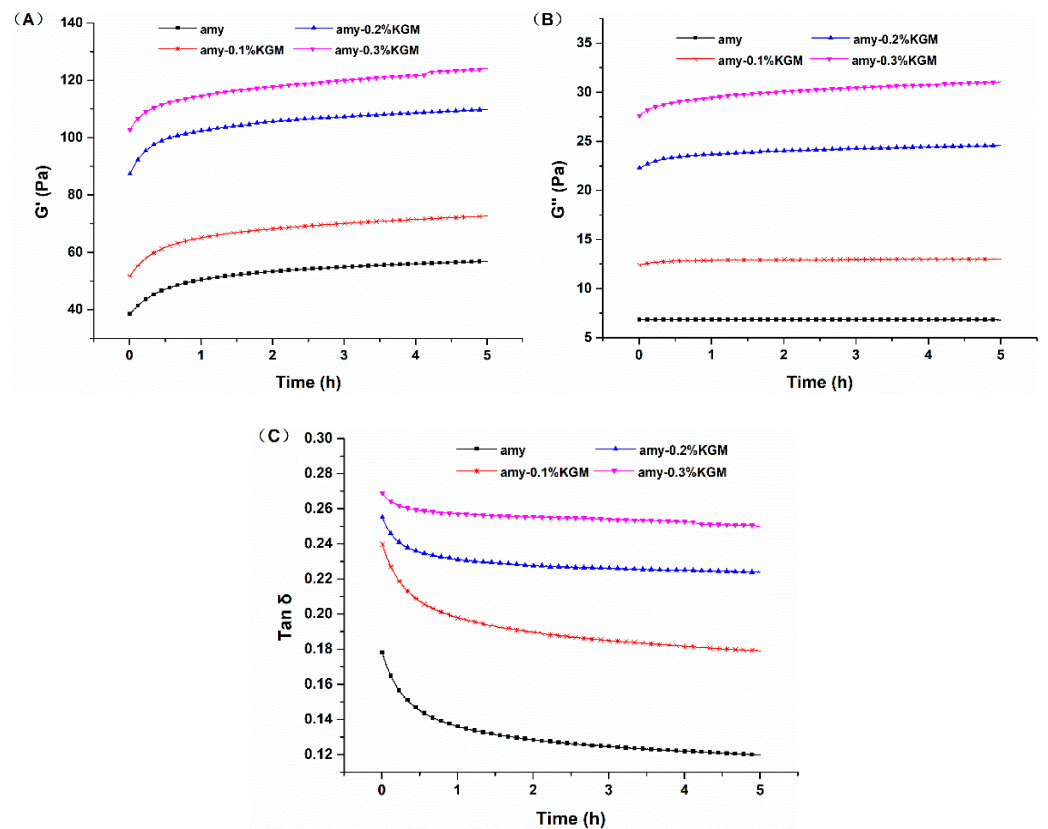 (A)
140
120
100
80
60
40
G' (Pa)
amy
amy-0.2%KGM
amy-0.1%KGM
amy-0.3%KGM
0 1 2 3 4 5
Time (h)
(B)
35
30
25
20
15
10
5
G'' (Pa)
amy
amy-0.2%KGM
amy-0.1%KGM
amy-0.3%KGM
0 1 2 3 4 5
Time (h)
(C)
0.30
0.28
0.26
0.24
0.22
0.20
0.18
0.16
0.14
0.12
Tan δ
amy
amy-0.2%KGM
amy-0.1%KGM
amy-0.3%KGM
0 1 2 3 4 5
Time (h)